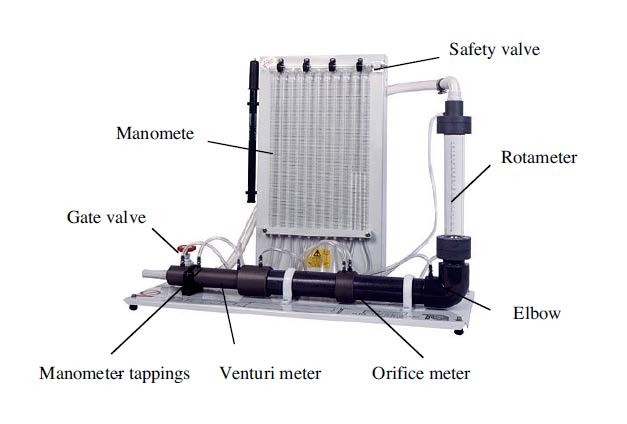 Safety valve
Manomete
Rotameter
Gate valve
Elbow
Manometer tappings
Venturi meter
Orifice meter